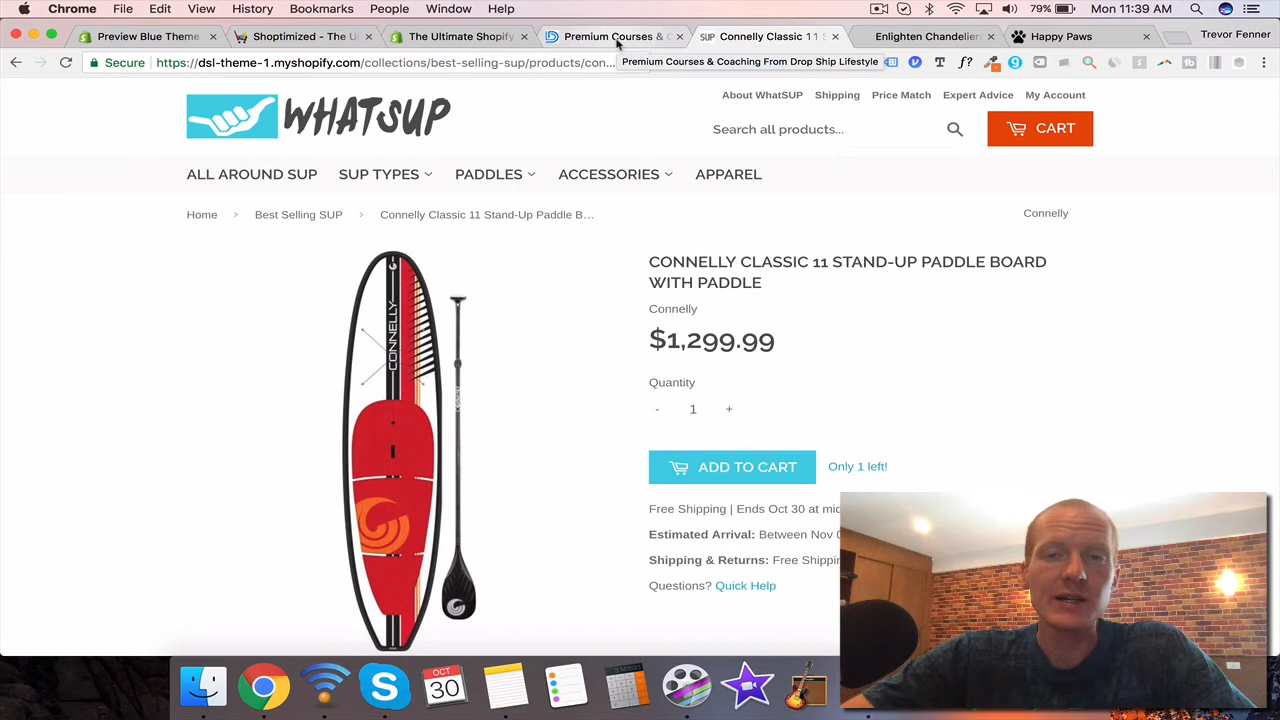 Chrome File Edit View History Bookmarks People Window Help 79% Mon 11:39 AM
Preview Blue Theme Shoptimized - The U The Ultimate Shopify Premium Courses & C SUP Connelly Classic 11 S Enlighten Chandeliers Happy Paws Trevor Fenner
Secure https://dsl-theme-1.myshopify.com/collections/best-selling-sup/products/con...
Premium Courses & Coaching From Drop Ship Lifestyle
About WhatSUP Shipping Price Match Expert Advice My Account
WHATSUP
Search all products...
CART
ALL AROUND SUP SUP TYPES PADDLES ACCESSORIES APPAREL
Home › Best Selling SUP › Connelly Classic 11 Stand-Up Paddle B...
Connelly
CONNELLY
CONNELLY CLASSIC 11 STAND-UP PADDLE BOARD
WITH PADDLE
Connelly
$1,299.99
Quantity
- 1 +
ADD TO CART Only 1 left!
Free Shipping | Ends Oct 30 at mid
Estimated Arrival: Between Nov 0
Shipping & Returns: Free Shippin
Questions? Quick Help
OCT
30